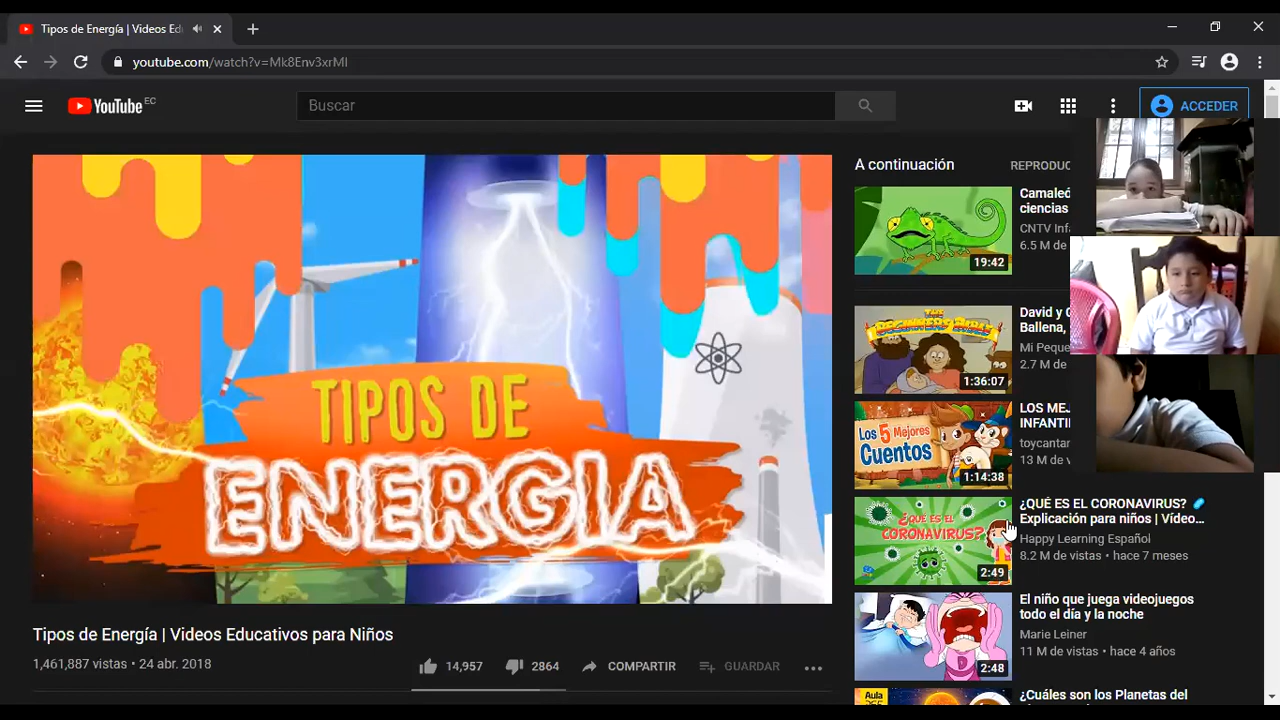 Tipos de Energía | Videos Ed
youtube.com/watch?v=Mk8Env3xrMI
YouTube EC
Buscar
ACCEDER
TIPOS DE
ENERGIA
Tipos de Energía | Videos Educativos para Niños
1,461,887 vistas • 24 abr. 2018
14,957
2864
COMPARTIR
GUARDAR
A continuación
REPRODUC
19:42
Camaleó
ciencias
CNTV Inf
6.5 M de
THE
BEGINNERS BIBLE
1:36:07
David y
Ballena,
Mi Peque
2.7 M de
Los 5 Mejores
Cuentos
1:14:38
LOS MEJ
INFANTI
toycantar
13 M de v
¿QUÉ ES EL
CORONAVIRUS?
2:49
¿QUÉ ES EL CORONAVIRUS?
Explicación para niños | Vídeo...
Happy Learning Español
8.2 M de vistas • hace 7 meses
2:48
El niño que juega videojuegos
todo el día y la noche
Marie Leiner
11 M de vistas • hace 4 años
Aula
365
¿Cuáles son los Planetas del